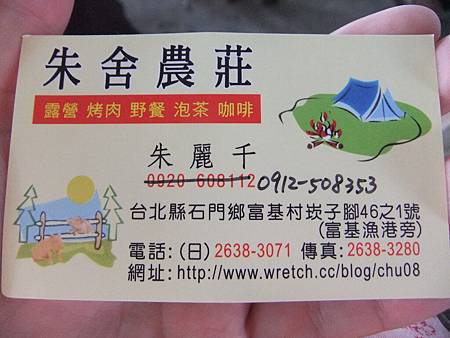 朱舍農莊
露營 烤肉 野餐 泡茶 咖啡
朱麗千
0920-608112 0912-508353
台北縣石門鄉富基村崁子腳46之1號
(富基漁港旁)
電話:(日)2638-3071 傳真:2638-3280
網址:http://www.wretch.cc/blog/chu08